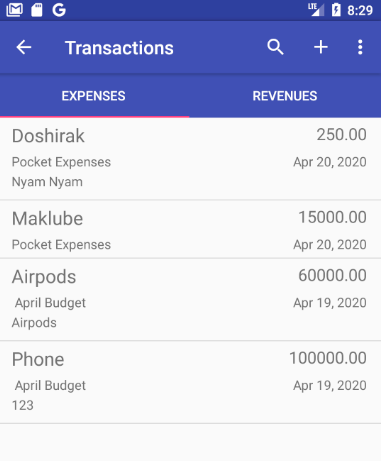 LTE 8:29
Transactions
EXPENSES REVENUES
Doshirak 250.00
Pocket Expenses Apr 20, 2020
Nyam Nyam
Maklube 15000.00
Pocket Expenses Apr 20, 2020
Airpods 60000.00
April Budget Apr 19, 2020
Airpods
Phone 100000.00
April Budget Apr 19, 2020
123